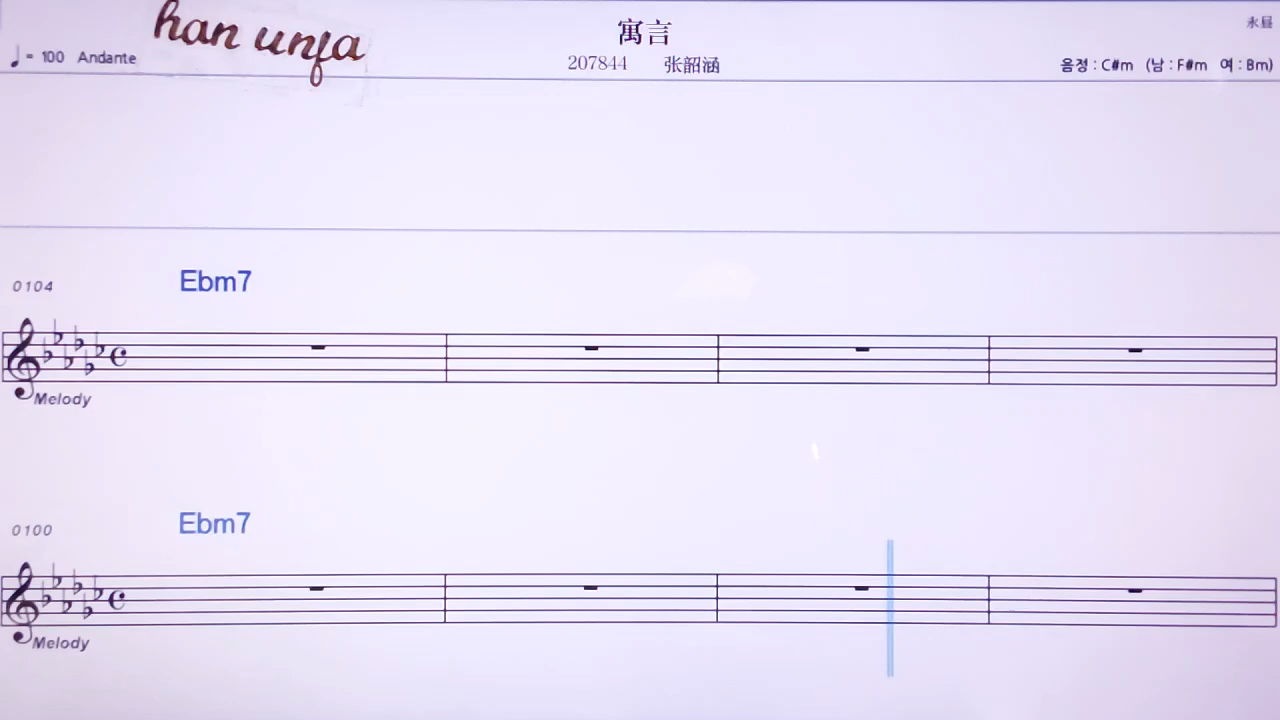 han unfa
寓言
永昼
♩= 100 Andante
207844 张韶涵
음정 : C#m (남 : F#m 여 : Bm)
0104 Ebm7
Melody
0100 Ebm7
Melody